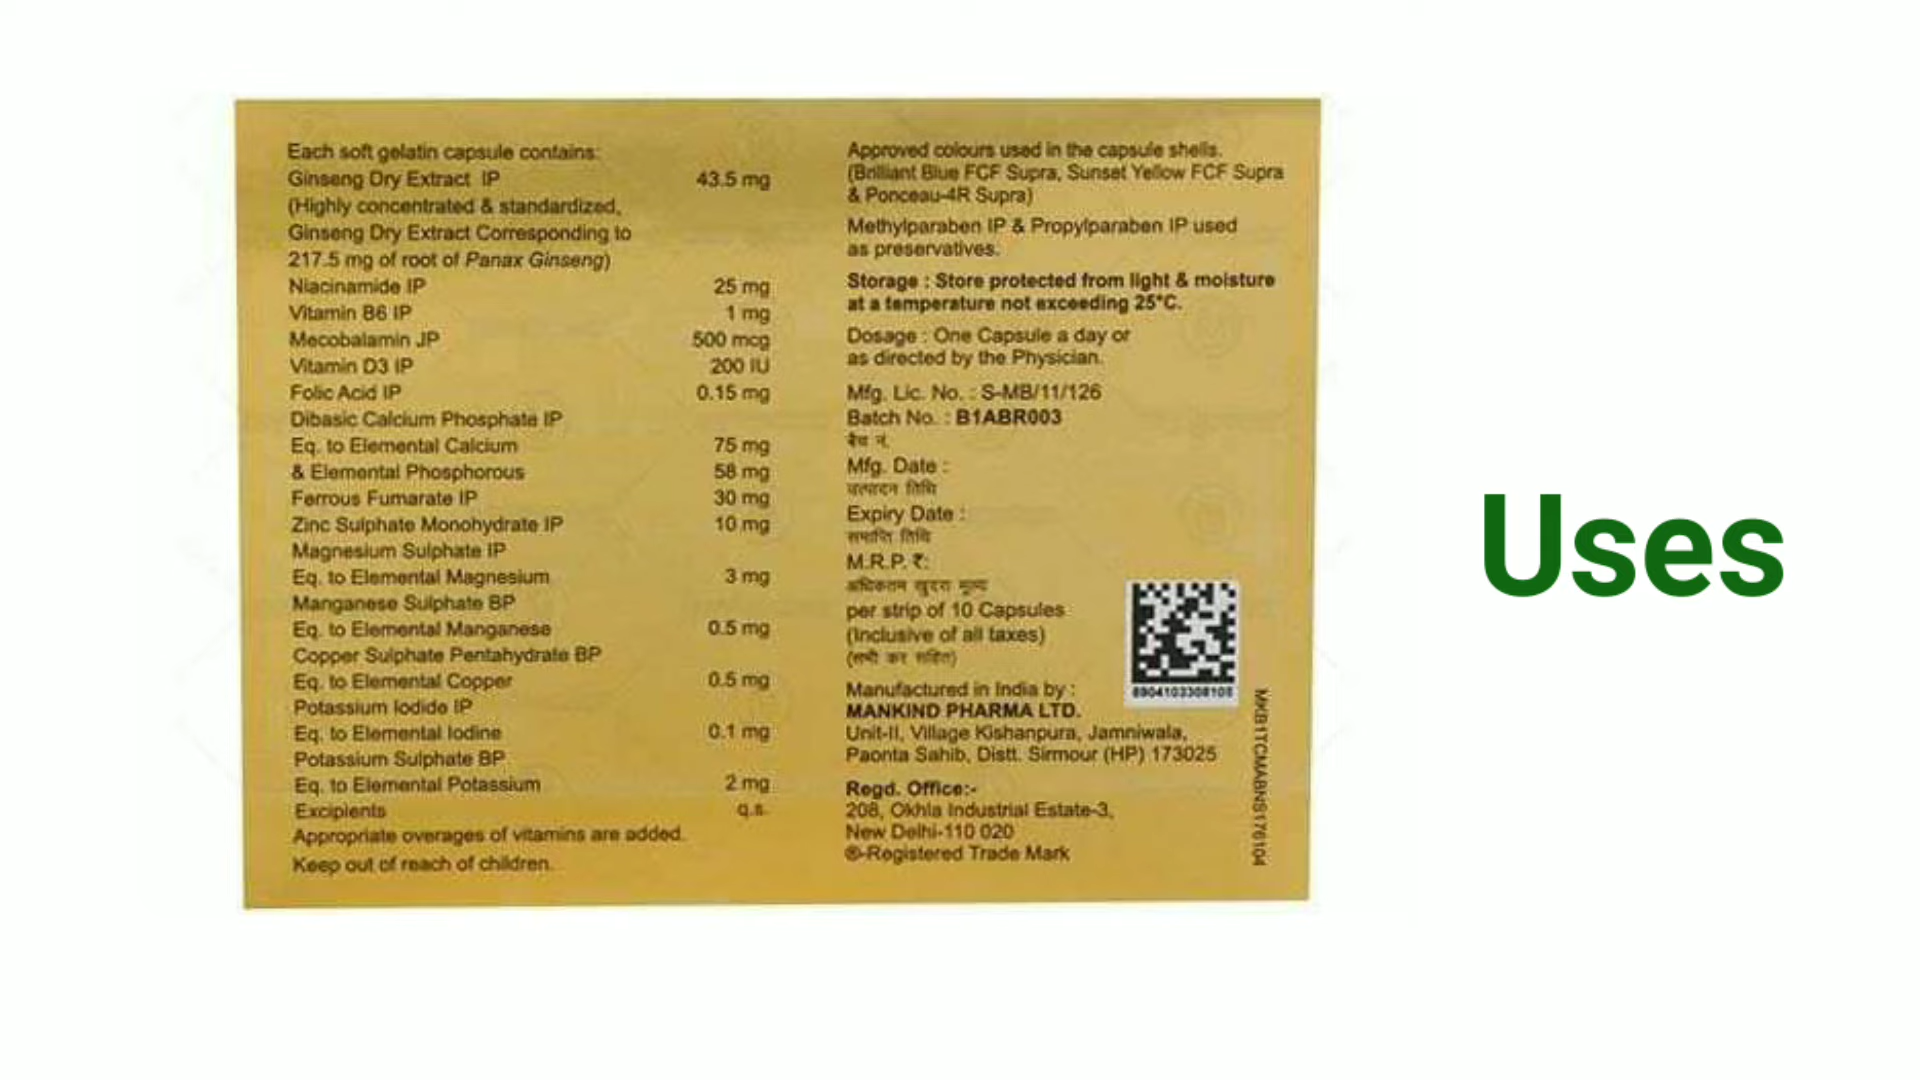 Each soft gelatin capsule contains:
Ginseng Dry Extract IP 43.5 mg
(Highly concentrated & standardized,
Ginseng Dry Extract Corresponding to
217.5 mg of root of Panax Ginseng)
Niacinamide IP 25 mg
Vitamin B6 IP 1 mg
Mecobalamin JP 500 mcg
Vitamin D3 IP 200 IU
Folic Acid IP 0.15 mg
Dibasic Calcium Phosphate IP
Eq. to Elemental Calcium 75 mg
& Elemental Phosphorous 58 mg
Ferrous Fumarate IP 30 mg
Zinc Sulphate Monohydrate IP 10 mg
Magnesium Sulphate IP
Eq. to Elemental Magnesium 3 mg
Manganese Sulphate BP
Eq. to Elemental Manganese 0.5 mg
Copper Sulphate Pentahydrate BP
Eq. to Elemental Copper 0.5 mg
Potassium Iodide IP
Eq. to Elemental Iodine 0.1 mg
Potassium Sulphate BP
Eq. to Elemental Potassium 2 mg
Excipients q.s.
Appropriate overages of vitamins are added.
Keep out of reach of children.
Approved colours used in the capsule shells.
(Brilliant Blue FCF Supra, Sunset Yellow FCF Supra
& Ponceau-4R Supra)
Methylparaben IP & Propylparaben IP used
as preservatives.
Storage : Store protected from light & moisture
at a temperature not exceeding 25°C.
Dosage : One Capsule a day or
as directed by the Physician.
Mfg. Lic. No. : S-MB/11/126
Batch No. : B1ABR003
बैच नं.
Mfg. Date :
उत्पादन तिथि
Expiry Date :
समाप्ति तिथि
M.R.P. ₹:
अधिकतम खुदरा मूल्य
per strip of 10 Capsules
(Inclusive of all taxes)
(सभी कर सहित)
8904103308105
Manufactured in India by :
MANKIND PHARMA LTD.
Unit-II, Village Kishanpura, Jamniwala,
Paonta Sahib, Distt. Sirmour (HP) 173025
Regd. Office:-
208, Okhla Industrial Estate-3,
New Delhi-110 020
®-Registered Trade Mark
MKB1TCMABNS176104
Uses